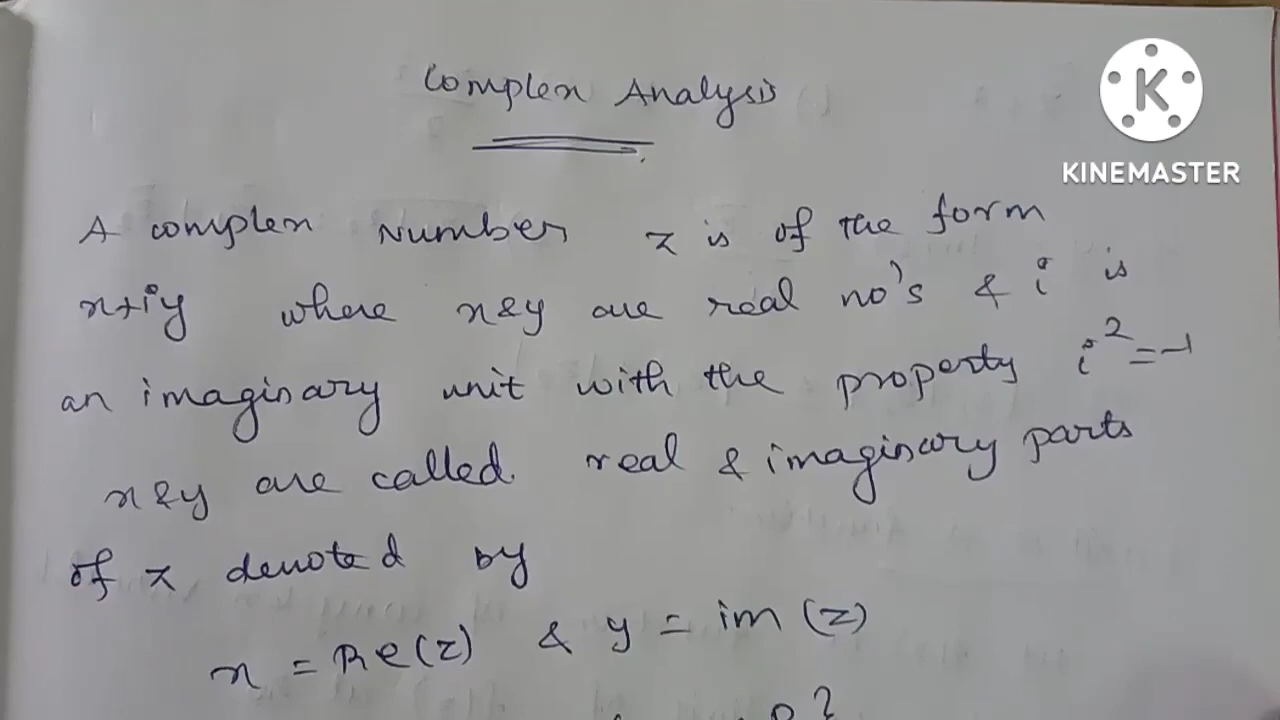 Complex Analysis
K
KINEMASTER
A complex Number z is of the form
x+iy where x&y are real no's & i is
an imaginary unit with the property i²=-1
x&y are called. real & imaginary parts
of z denoted by
x = Re(z) & y = im (z)